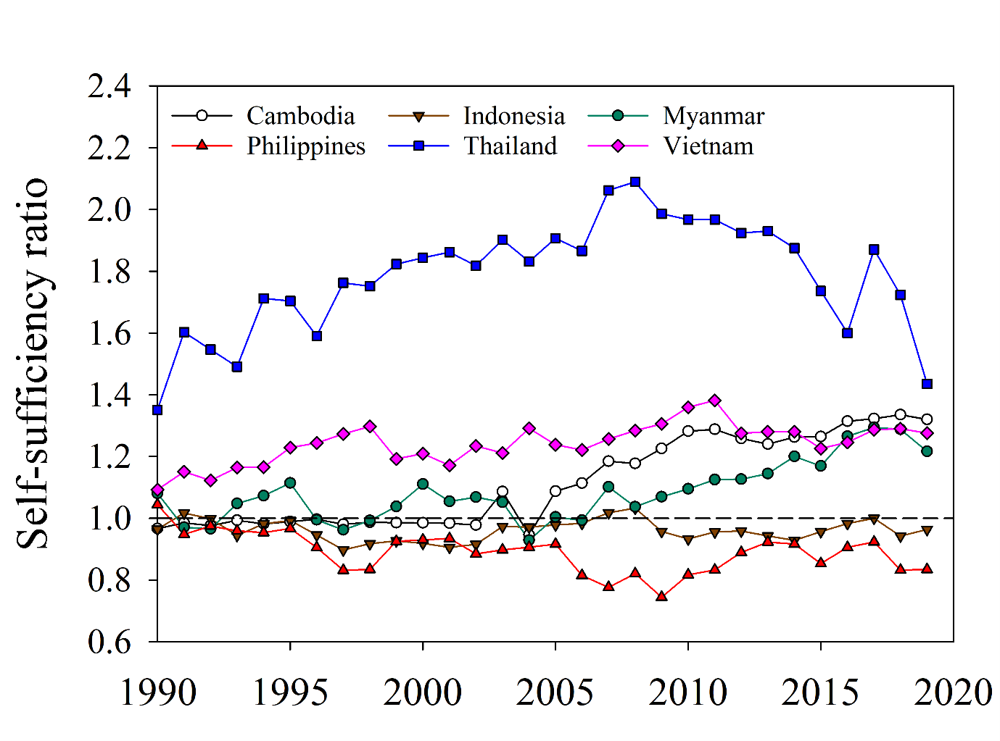 2.4
2.2
2.0
1.8
1.6
1.4
1.2
1.0
0.8
0.6
Self-sufficiency ratio
Cambodia Indonesia Myanmar
Philippines Thailand Vietnam
1990 1995 2000 2005 2010 2015 2020